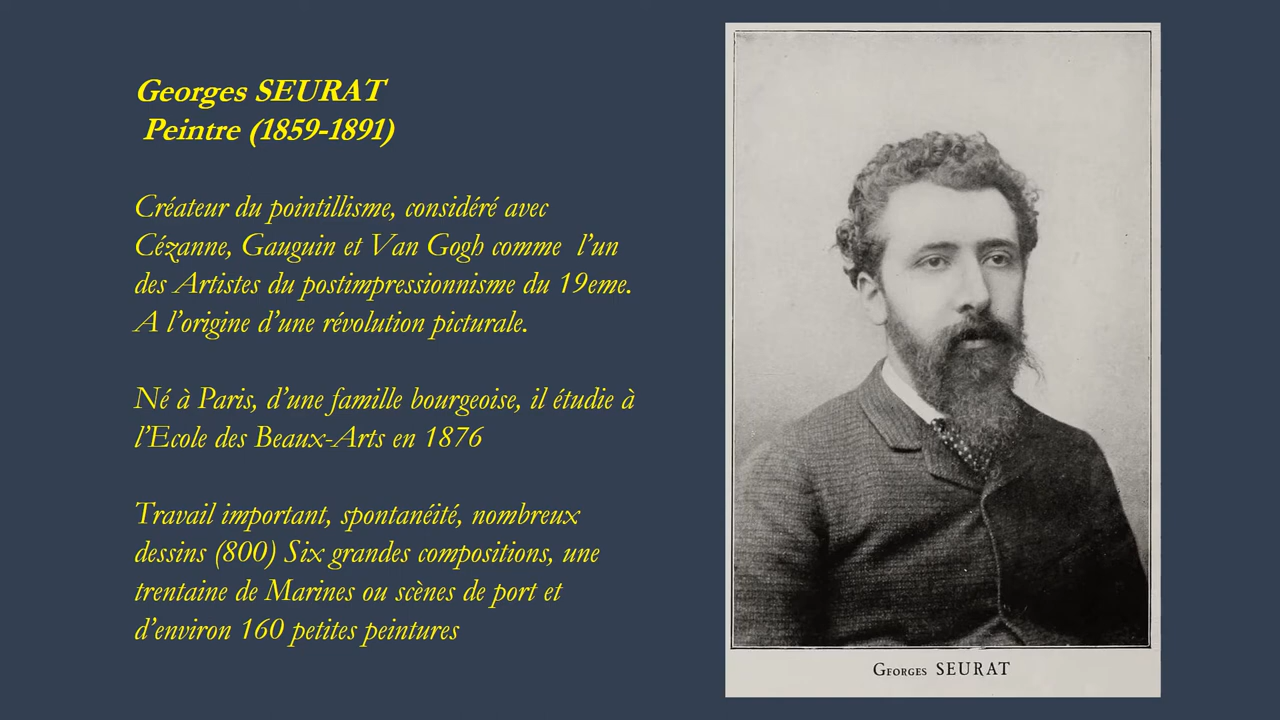 Georges SEURAT
Peintre (1859-1891)
Créateur du pointillisme, considéré avec
Cézanne, Gauguin et Van Gogh comme l'un
des Artistes du postimpressionnisme du 19eme.
A l'origine d'une révolution picturale.
Né à Paris, d'une famille bourgeoise, il étudie à
l'Ecole des Beaux-Arts en 1876
Travail important, spontanéité, nombreux
dessins (800) Six grandes compositions, une
trentaine de Marines ou scènes de port et
d'environ 160 petites peintures
Georges SEURAT